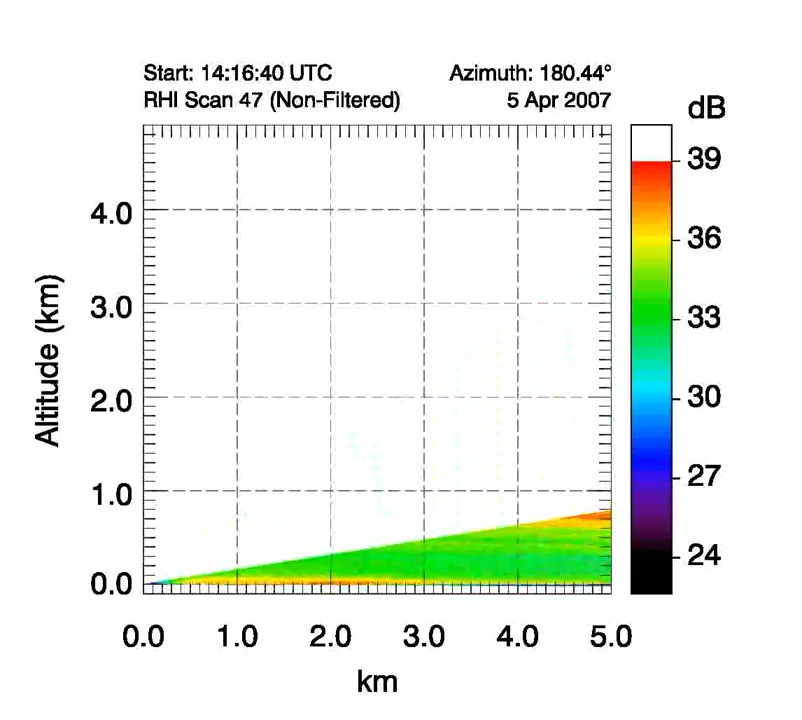 Start: 14:16:40 UTC Azimuth: 180.44°
RHI Scan 47 (Non-Filtered) 5 Apr 2007
dB
39
36
33
30
27
24
Altitude (km)
4.0
3.0
2.0
1.0
0.0
0.0 1.0 2.0 3.0 4.0 5.0
km